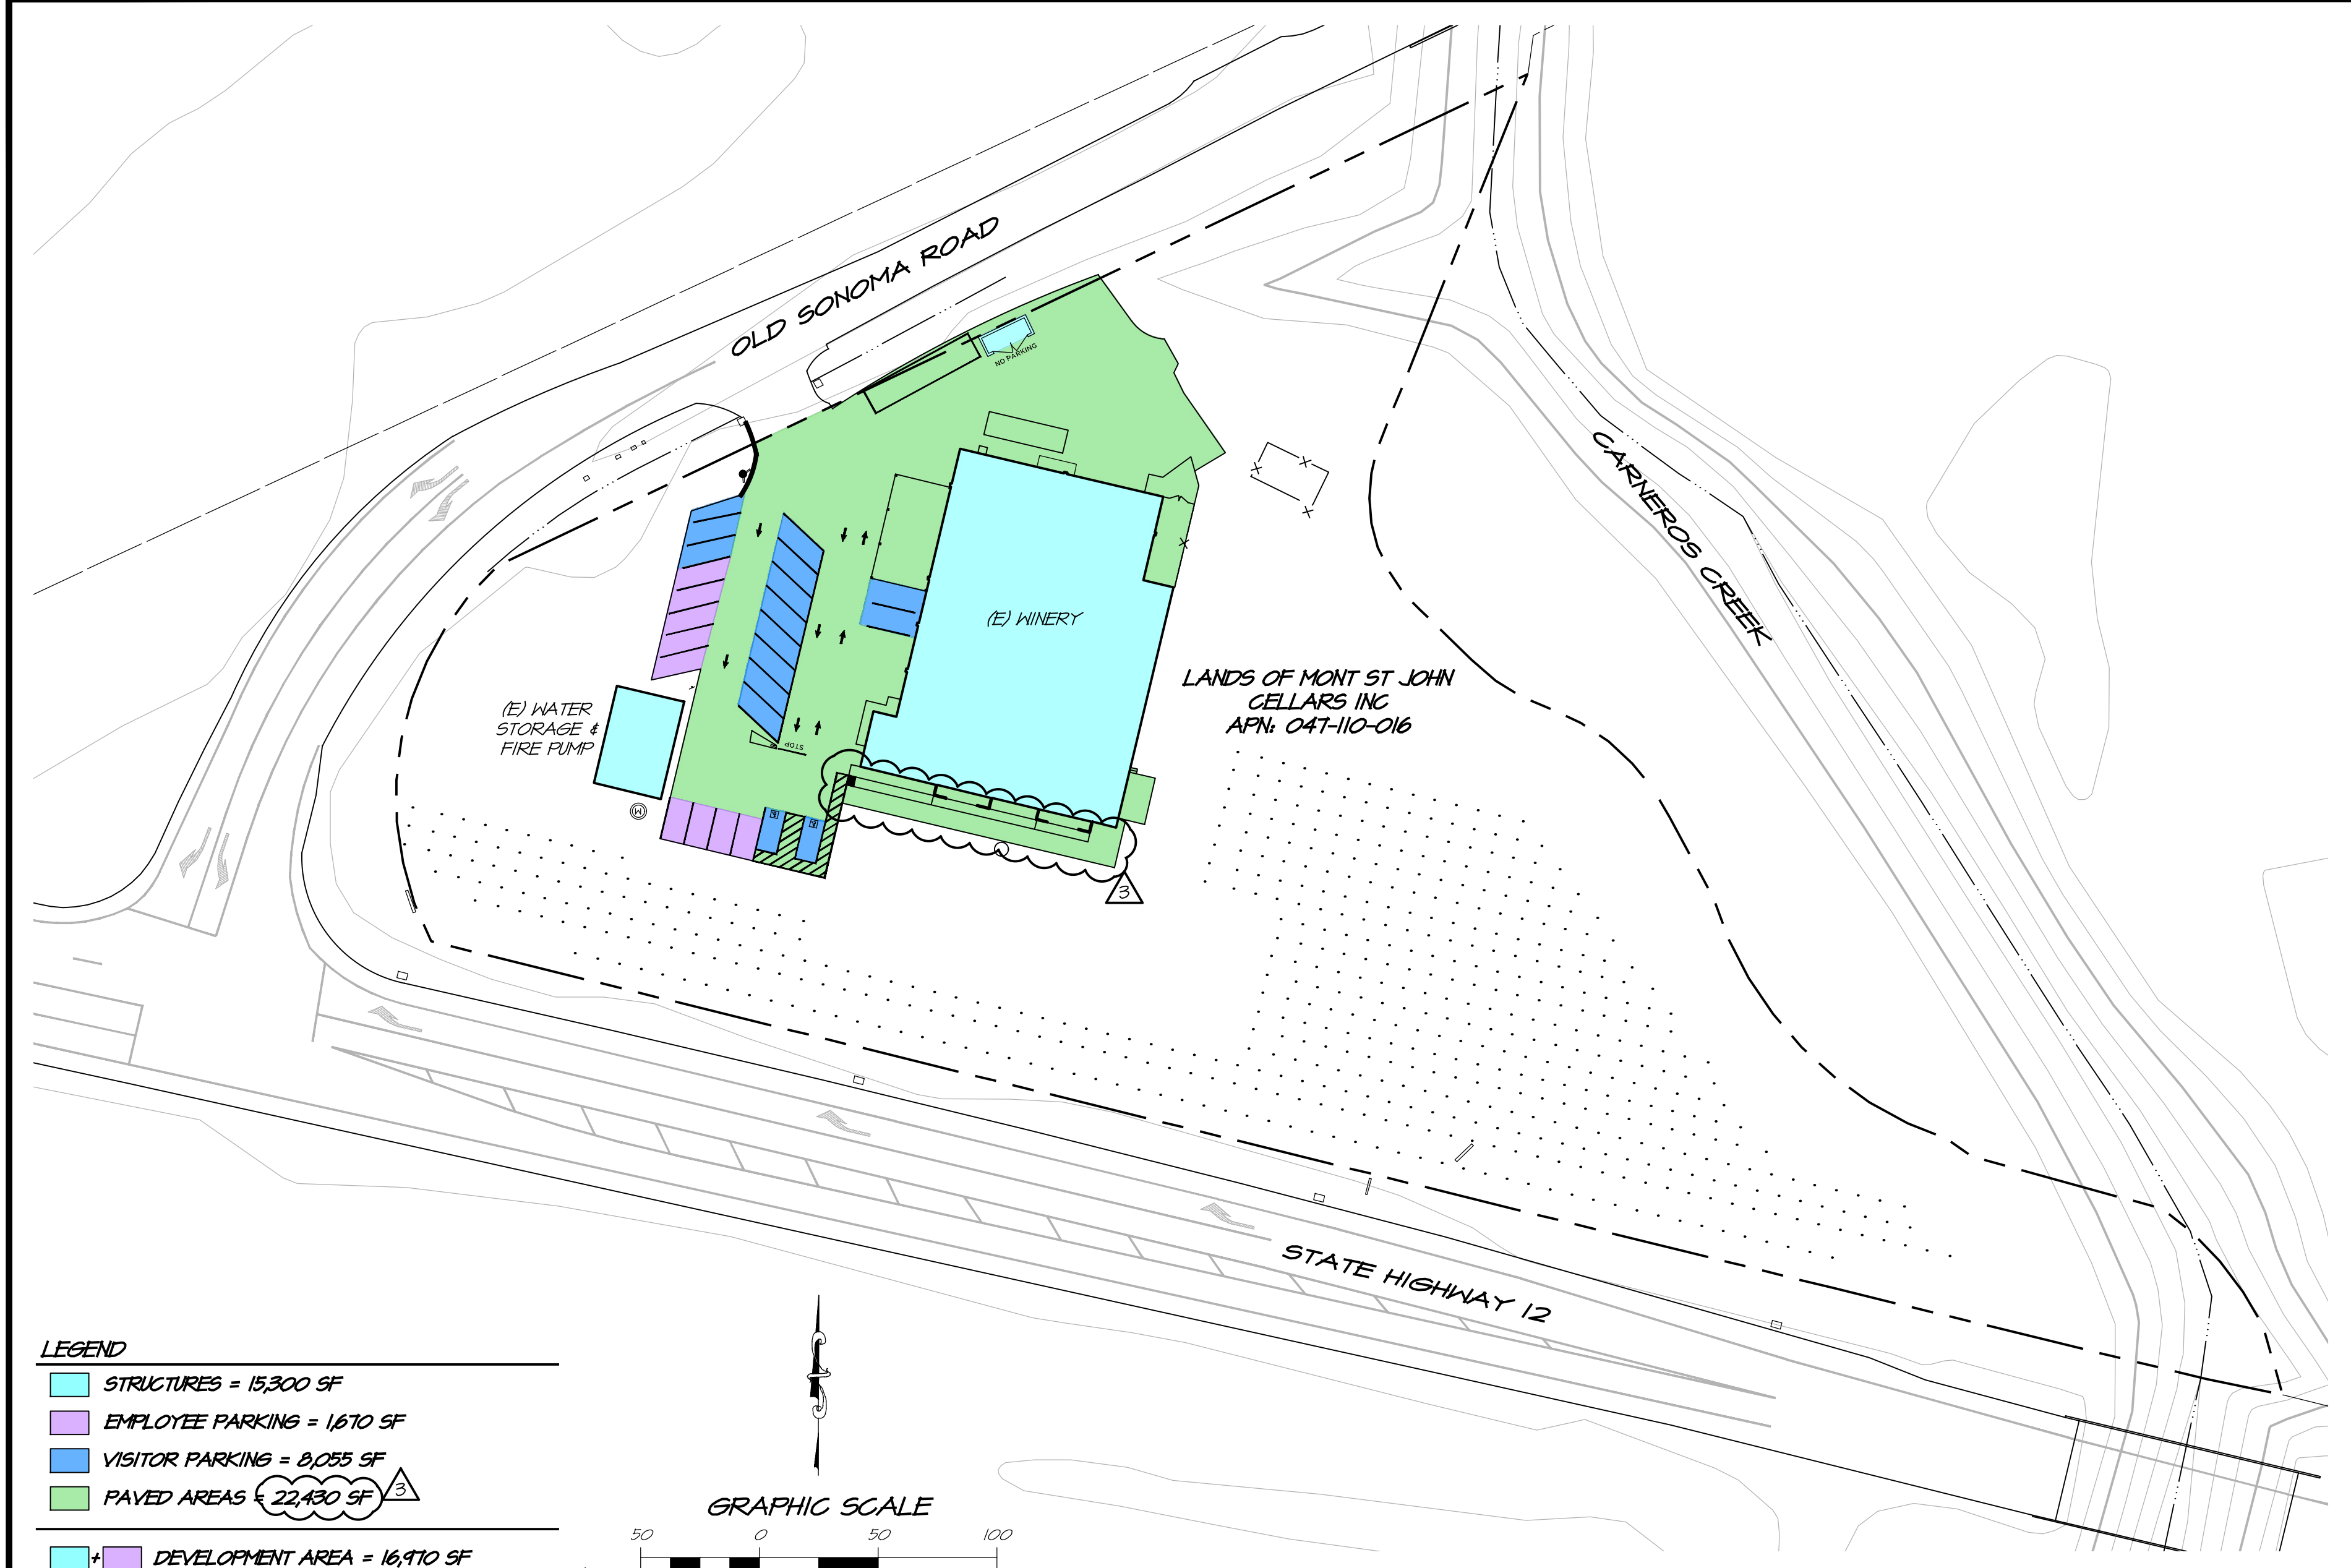 OLD SONOMA ROAD
NO PARKING
CARNEROS CREEK
(E) WINERY
LANDS OF MONT ST JOHN
CELLARS INC
APN: 047-110-016
(E) WATER
STORAGE &
FIRE PUMP
STOP
W
3
STATE HIGHWAY 12
LEGEND
STRUCTURES = 15,300 SF
EMPLOYEE PARKING = 1,670 SF
VISITOR PARKING = 8,055 SF
PAVED AREAS = 22,430 SF
3
+ DEVELOPMENT AREA = 16,970 SF
GRAPHIC SCALE
50 0 50 100